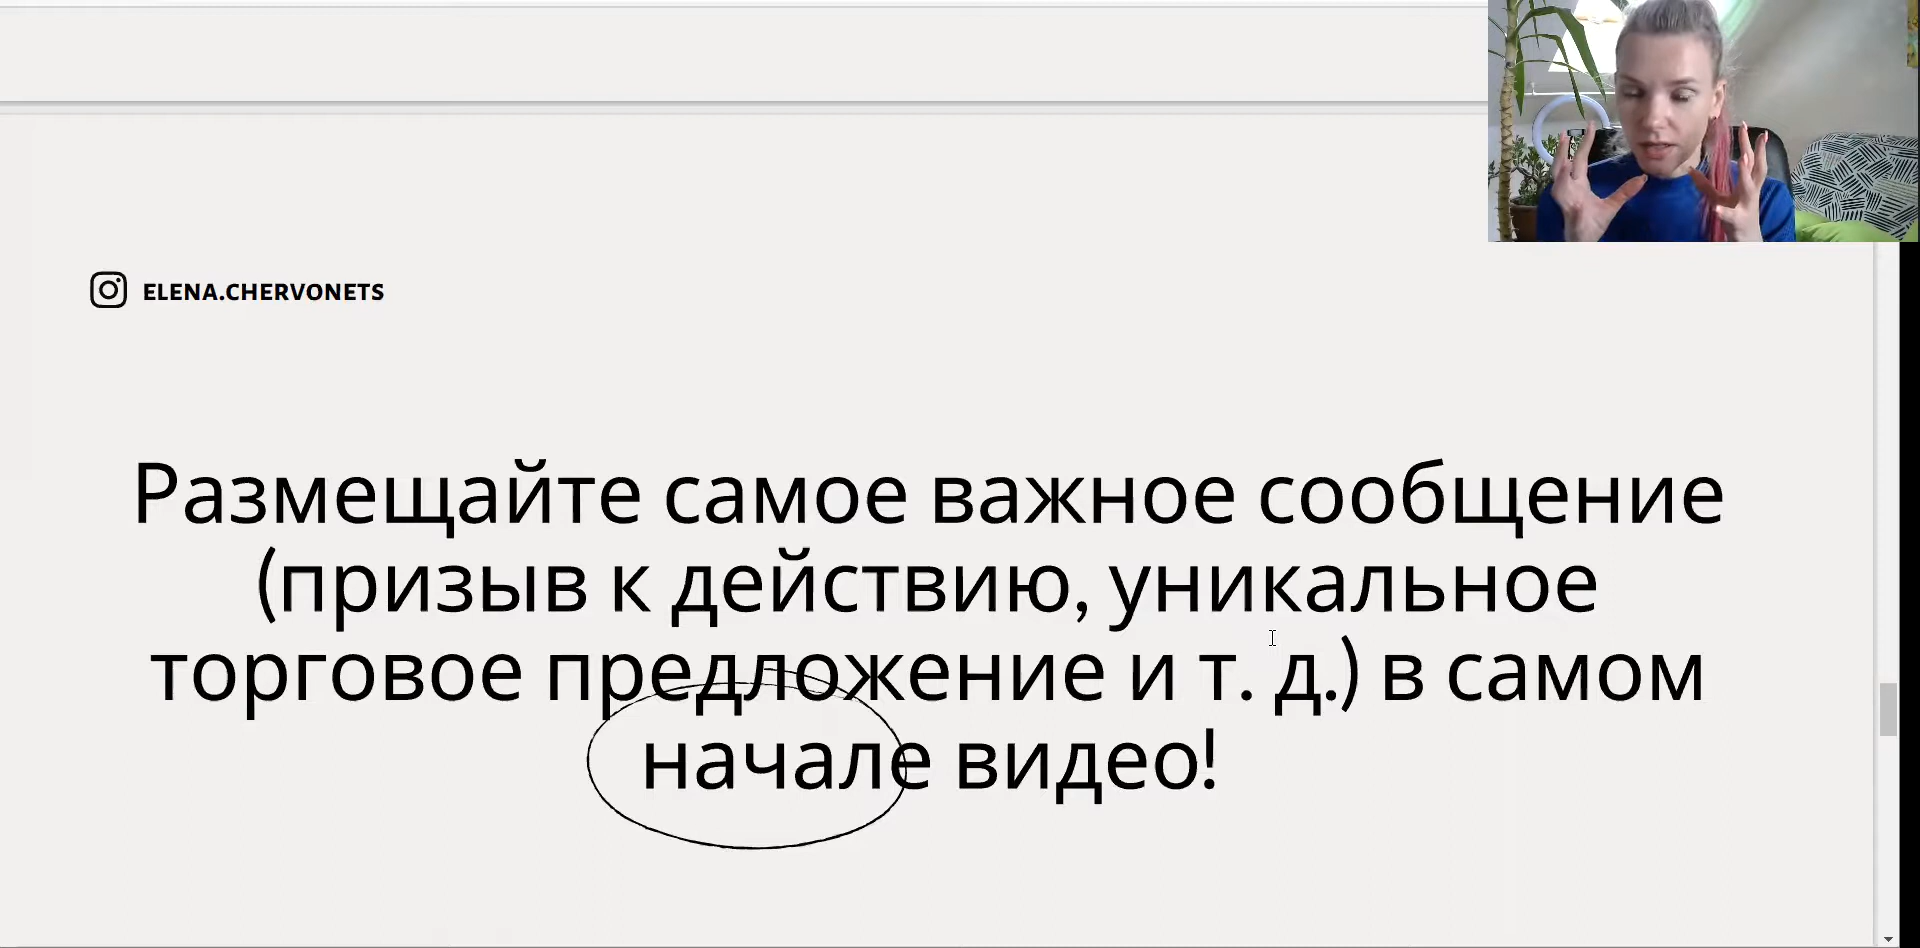 ELENA.CHERVONETS
Размещайте самое важное сообщение
(призыв к действию, уникальное
торговое предложение и т. д.) в самом
начале видео!